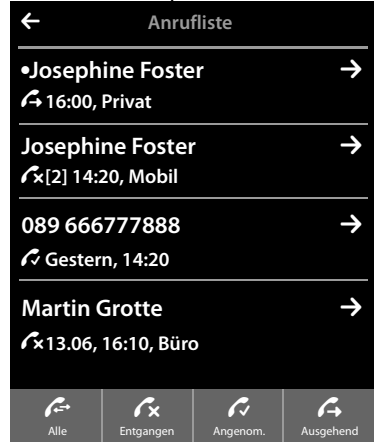 Anrufliste
•Josephine Foster
16:00, Privat
Josephine Foster
[2] 14:20, Mobil
089 666777888
Gestern, 14:20
Martin Grotte
13.06, 16:10, Büro
Alle Entgangen Angenom. Ausgehend